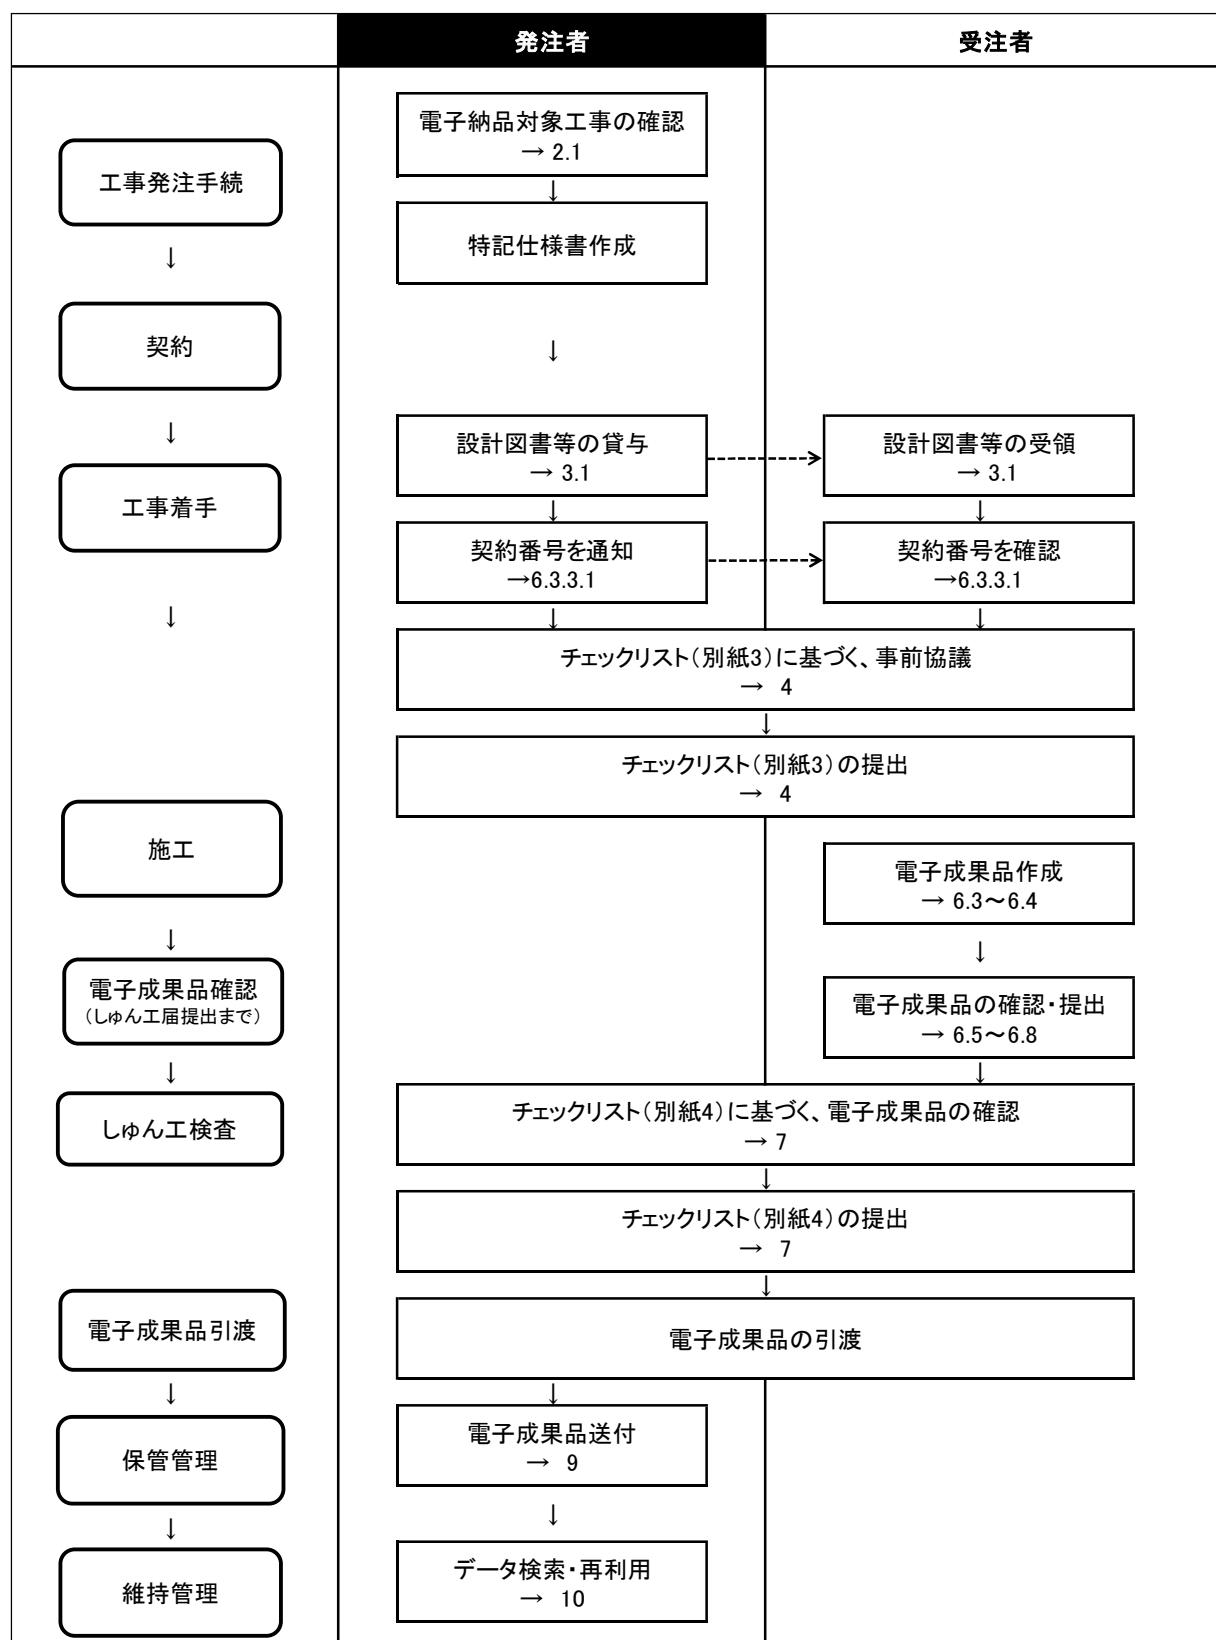 発注者
受注者
工事発注手続
↓
契約
↓
工事着手
↓
施工
↓
電子成果品確認
(しゅん工届提出まで)
↓
しゅん工検査
電子成果品引渡
↓
保管管理
↓
維持管理
電子納品対象工事の確認
→ 2.1
↓
特記仕様書作成
↓
設計図書等の貸与
→ 3.1
設計図書等の受領
→ 3.1
↓
↓
契約番号を通知
→6.3.3.1
契約番号を確認
→6.3.3.1
↓
↓
チェックリスト(別紙3)に基づく、事前協議
→ 4
↓
チェックリスト(別紙3)の提出
→ 4
電子成果品作成
→ 6.3～6.4
↓
電子成果品の確認・提出
→ 6.5～6.8
↓
チェックリスト(別紙4)に基づく、電子成果品の確認
→ 7
↓
チェックリスト(別紙4)の提出
→ 7
↓
電子成果品の引渡
↓
電子成果品送付
→ 9
↓
データ検索・再利用
→ 10